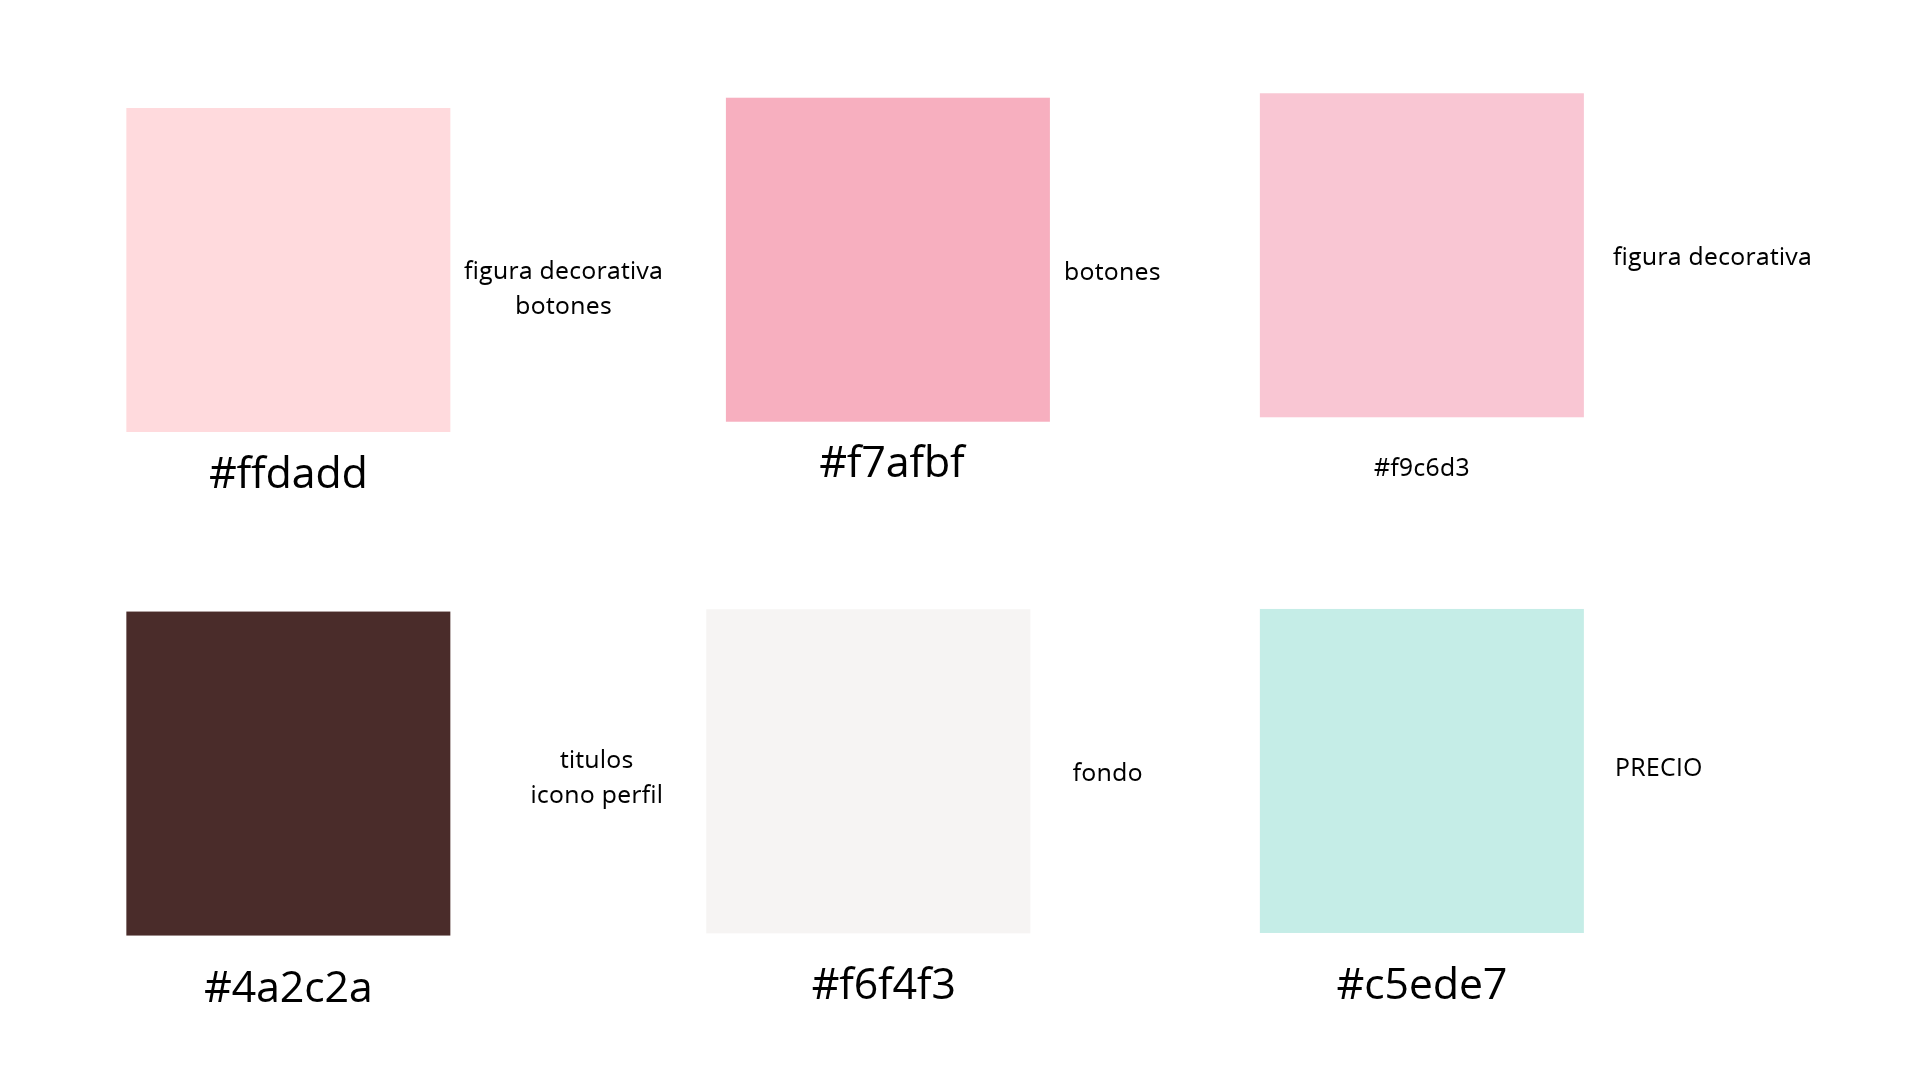 figura decorativa
botones
#ffdadd
botones
#f7afbf
figura decorativa
#f9c6d3
titulos
icono perfil
#4a2c2a
fondo
#f6f4f3
PRECIO
#c5ede7